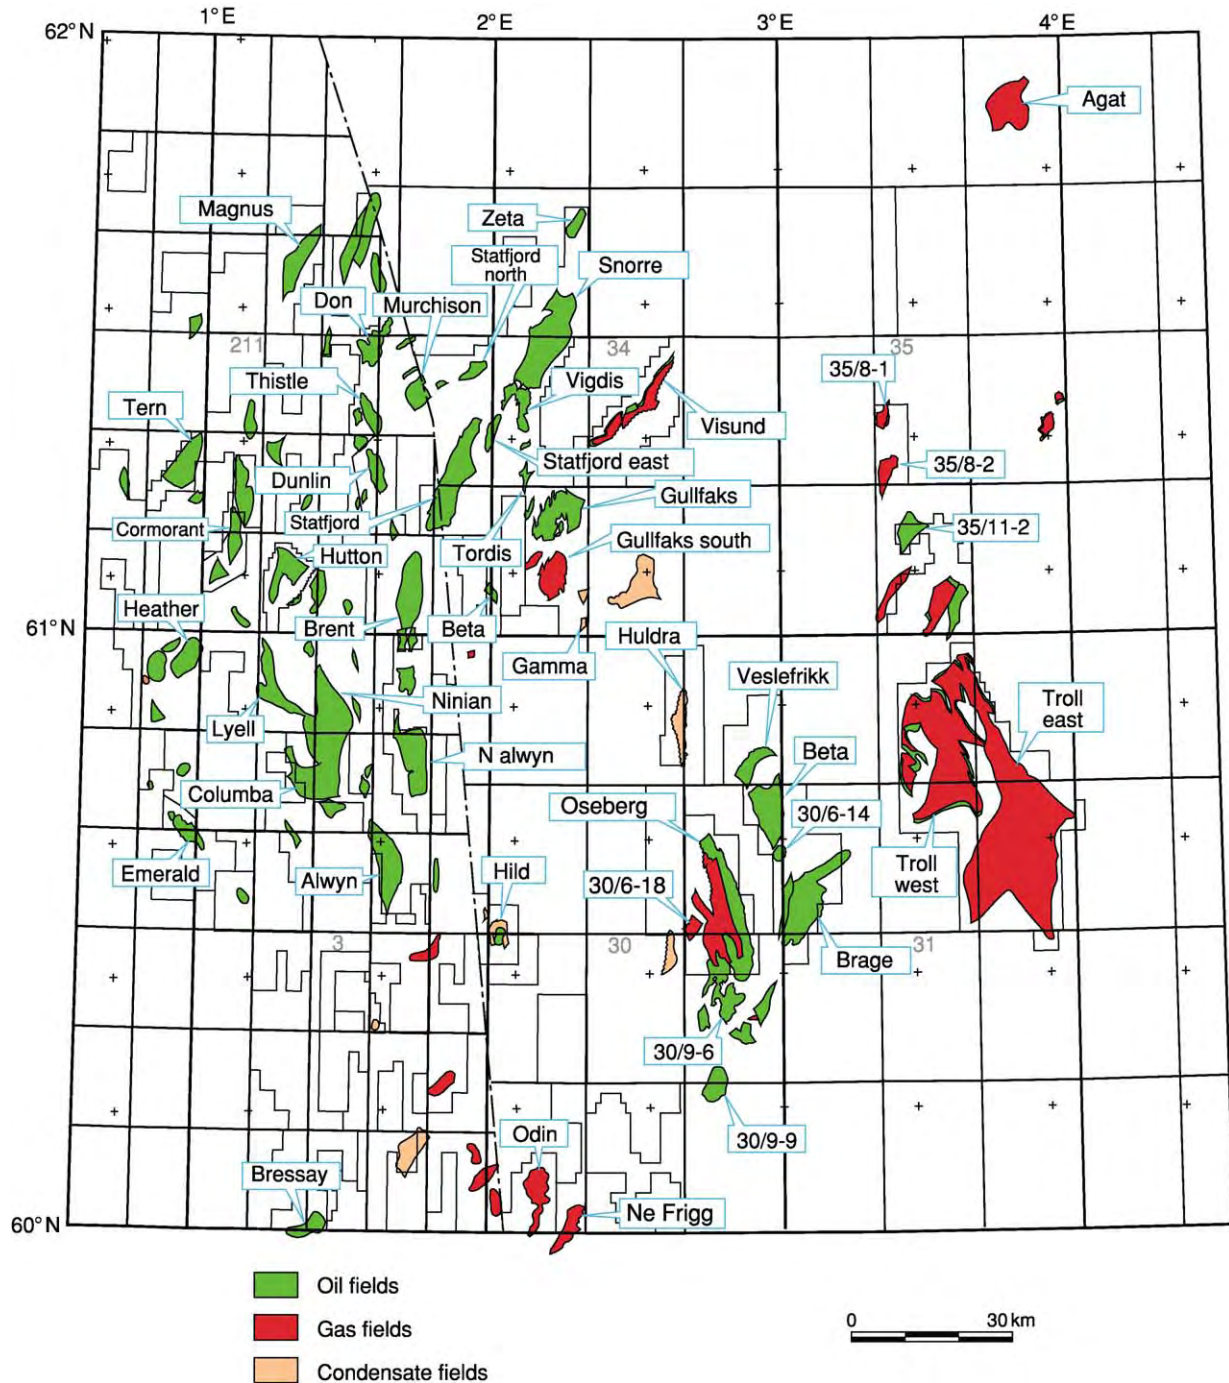 1°E
2°E
3°E
4°E
62°N
Agat
Magnus
Zeta
Statfjord
north
Snorre
Don
Murchison
211
34
35
35/8-1
Thistle
Vigdis
Tern
Visund
Statfjord east
35/8-2
Dunlin
Gullfaks
Cormorant
Statfjord
Tordis
35/11-2
Gullfaks south
Hutton
Heather
61°N
Brent
Beta
Huldra
Gamma
Veslefrikk
Ninian
Troll
east
Lyell
N alwyn
Beta
Columba
Oseberg
30/6-14
Emerald
Alwyn
Hild
30/6-18
Troll
west
3
30
31
Brage
30/9-6
30/9-9
Odin
Bressay
Ne Frigg
60°N
Oil fields
Gas fields
Condensate fields
0
30 km